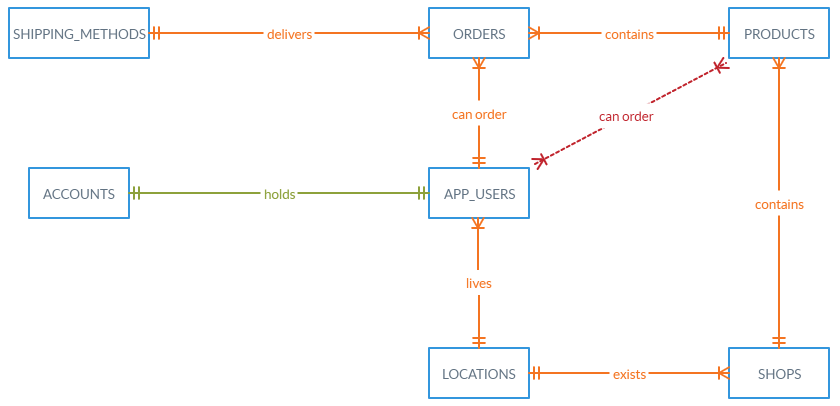 SHIPPING_METHODS delivers ORDERS contains PRODUCTS
can order can order
ACCOUNTS holds APP_USERS contains
lives
LOCATIONS exists SHOPS